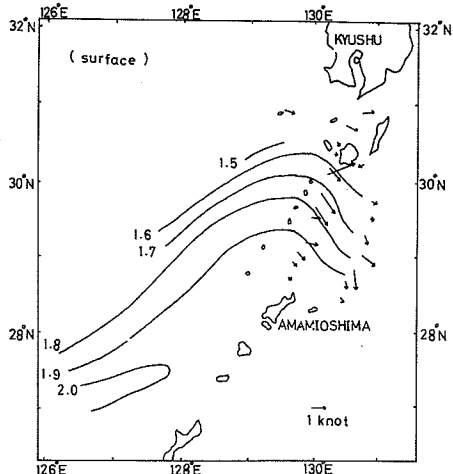 126°E 128°E 130°E
32°N 32°N
KYUSHU
( surface )
1.5
30°N 30°N
1.6
1.7
28°N 28°N
AMAMIOSHIMA
1.8
1.9
2.0
1 knot
126°E 128°E 130°E